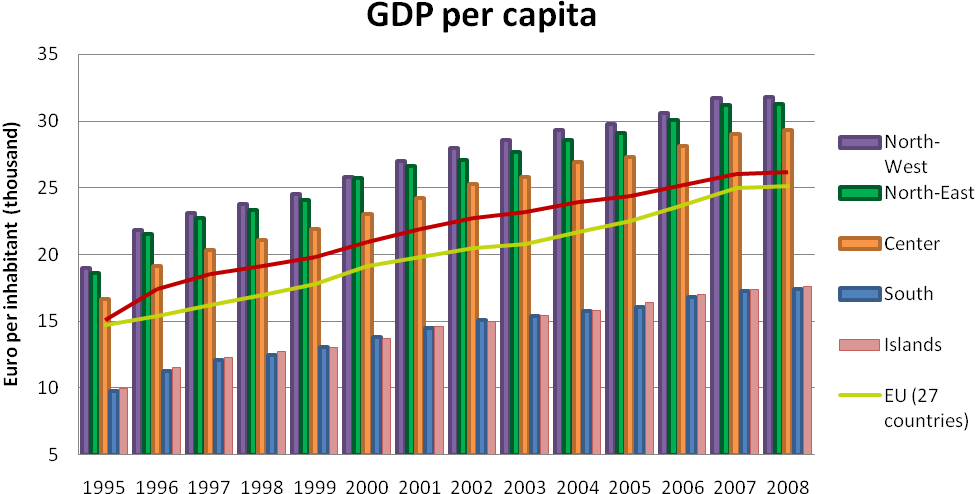 GDP per capita
Euro per inhabitant (thousand)
35
30
25
20
15
10
5
1995 1996 1997 1998 1999 2000 2001 2002 2003 2004 2005 2006 2007 2008
North-
West
North-East
Center
South
Islands
EU (27
countries)